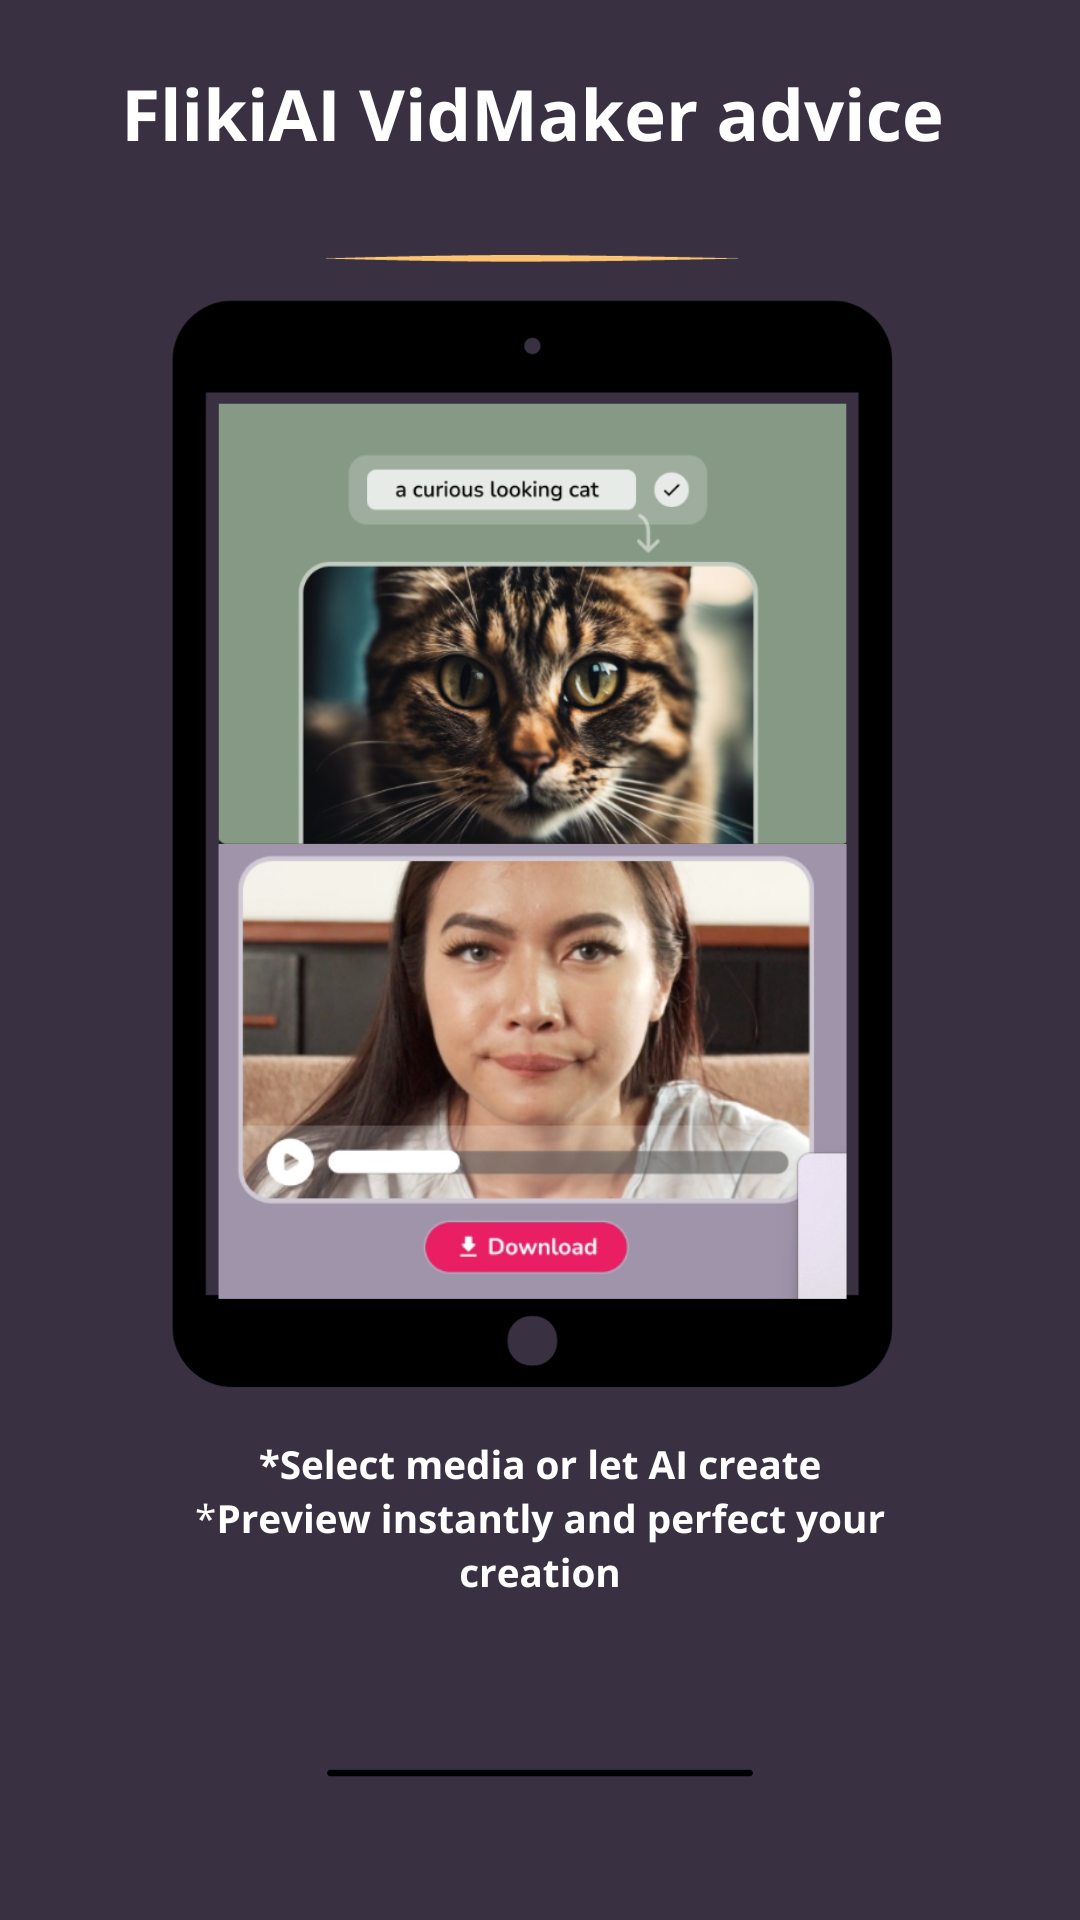 FlikiAI VidMaker advice
a curious looking cat
Download
*Select media or let AI create
*Preview instantly and perfect your
creation